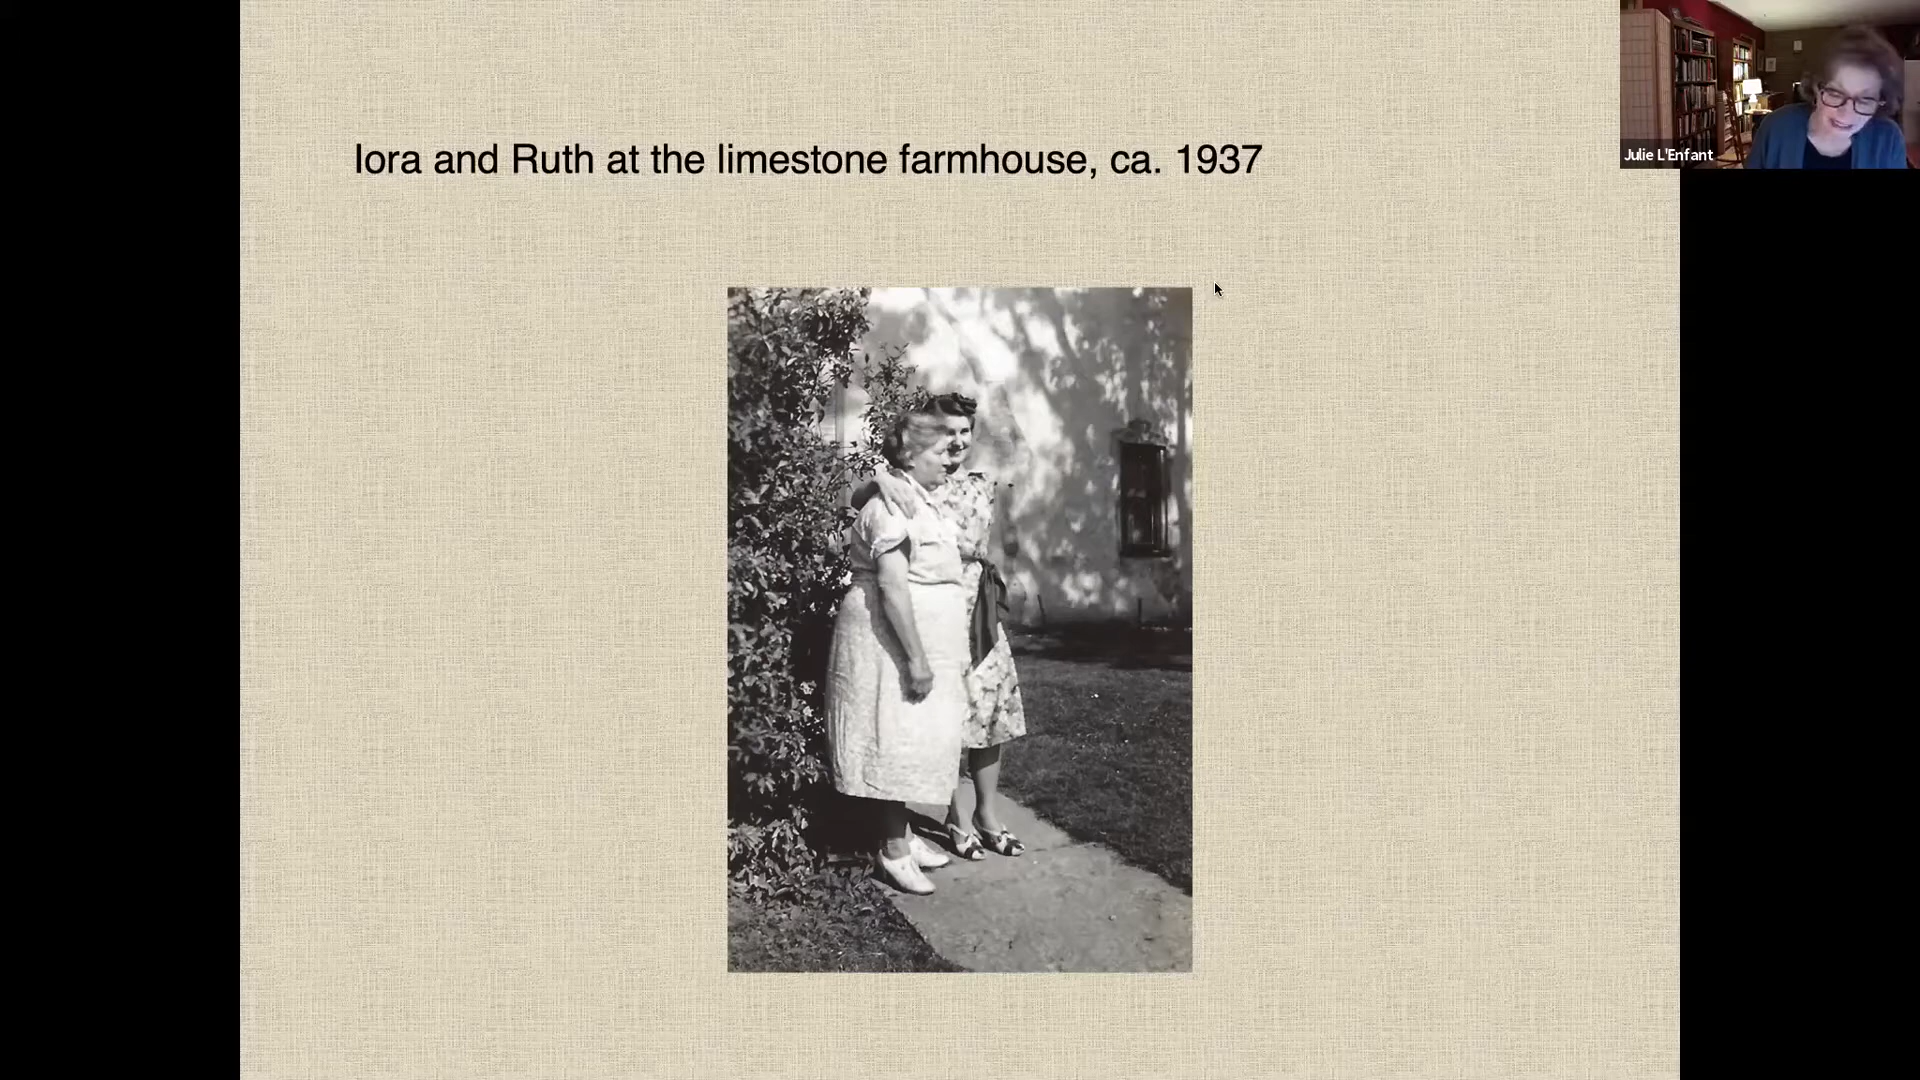 Iora and Ruth at the limestone farmhouse, ca. 1937
Julie L'Enfant